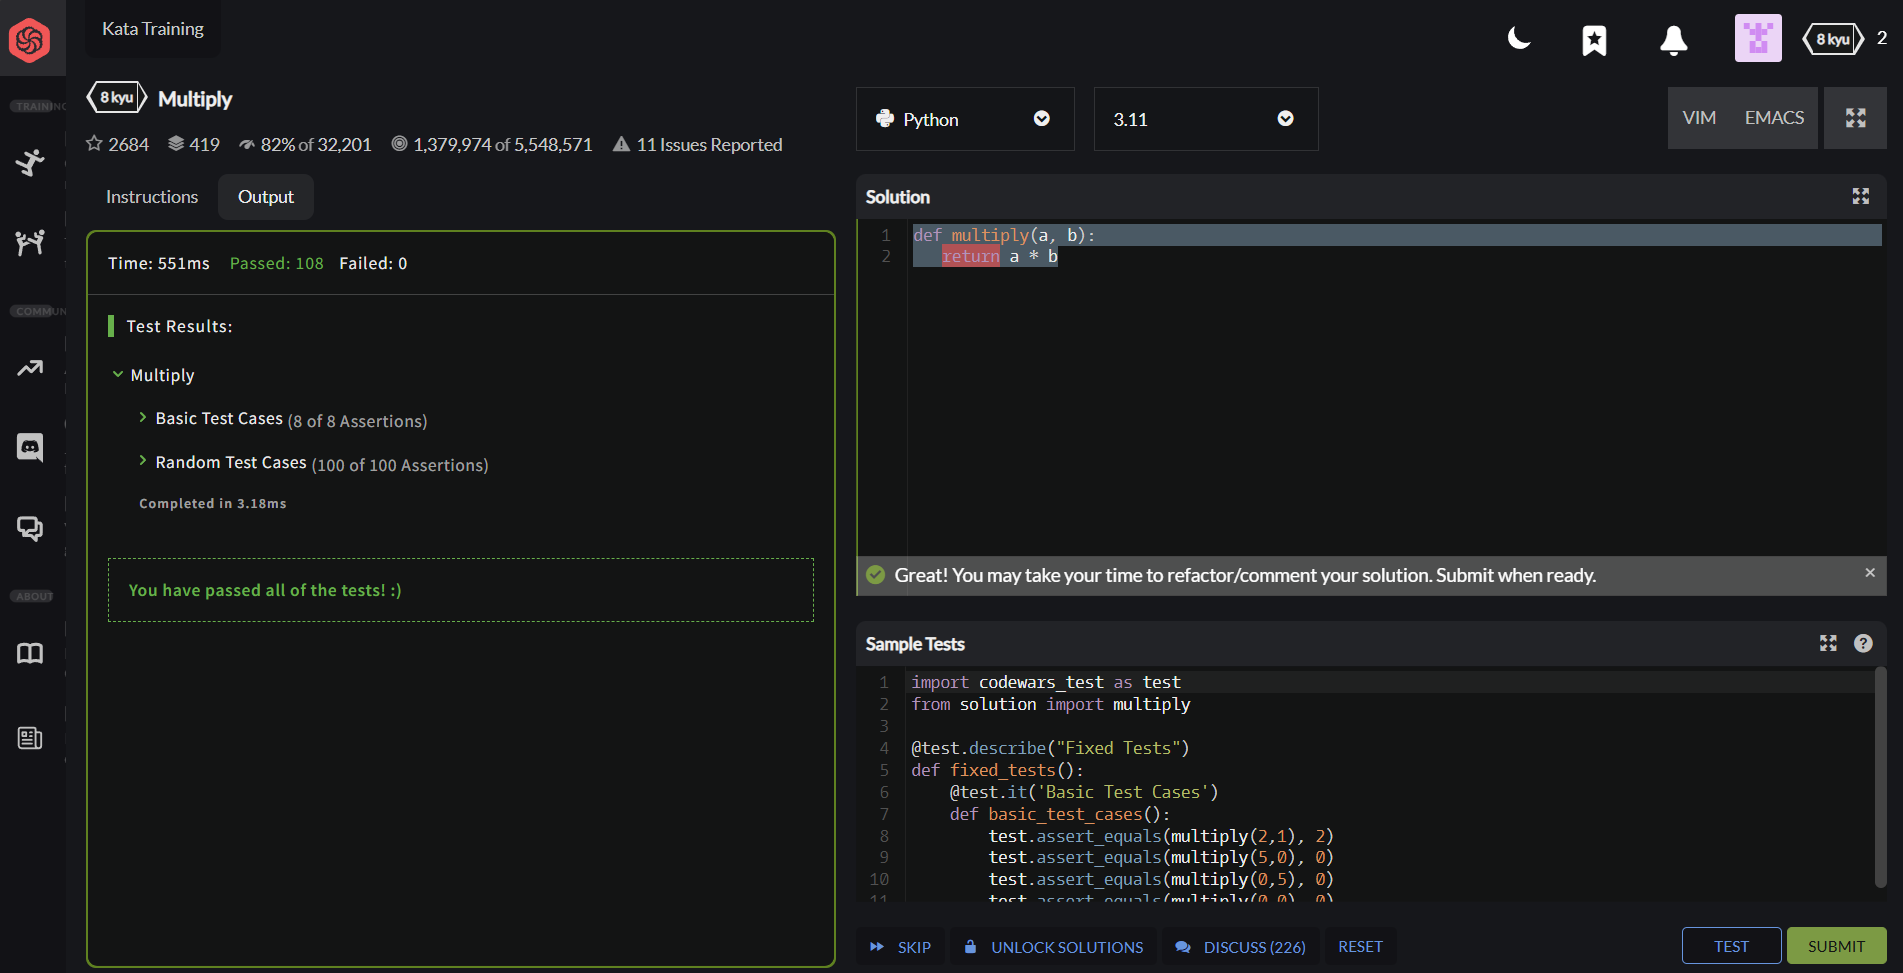 Kata Training
8 kyu 2
TRAINING
COMMUN
ABOUT
8 kyu Multiply
2684 419 82% of 32,201 1,379,974 of 5,548,571 11 Issues Reported
Instructions Output
Time: 551ms Passed: 108 Failed: 0
Test Results:
Multiply
Basic Test Cases (8 of 8 Assertions)
Random Test Cases (100 of 100 Assertions)
Completed in 3.18ms
You have passed all of the tests! :)
Python 3.11 VIM EMACS
Solution
1 def multiply(a, b):
2 return a * b
Great! You may take your time to refactor/comment your solution. Submit when ready. ×
Sample Tests
1 import codewars_test as test
2 from solution import multiply
3
4 @test.describe("Fixed Tests")
5 def fixed_tests():
6 @test.it('Basic Test Cases')
7 def basic_test_cases():
8 test.assert_equals(multiply(2,1), 2)
9 test.assert_equals(multiply(5,0), 0)
10 test.assert_equals(multiply(0,5), 0)
11 test.assert_equals(multiply(0,0), 0)
SKIP UNLOCK SOLUTIONS DISCUSS (226) RESET TEST SUBMIT